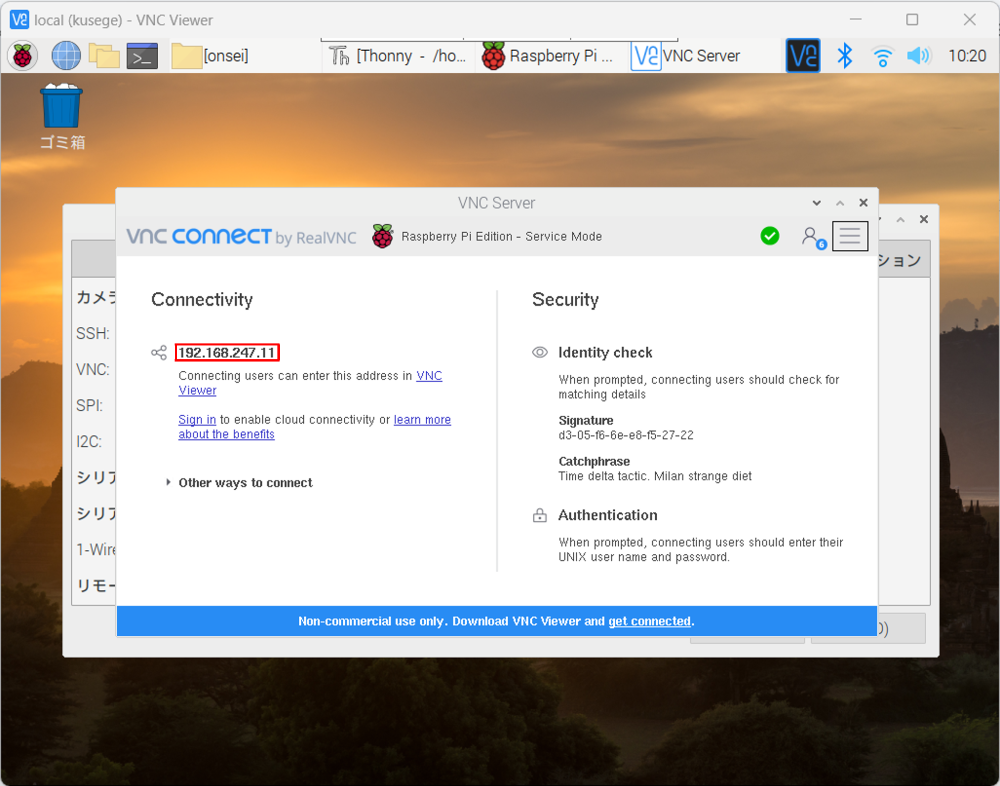 local (kusege) - VNC Viewer
[onsei]
[Thonny - /ho...
Raspberry Pi ...
VNC Server
10:20
ゴミ箱
VNC Server
VNC CONNECT by RealVNC
Raspberry Pi Edition - Service Mode
6
ション
カメラ
SSH:
VNC:
SPI:
I2C:
シリア
シリア
1-Wire
リモー
Connectivity
192.168.247.11
Connecting users can enter this address in VNC
Viewer
Sign in to enable cloud connectivity or learn more
about the benefits
Other ways to connect
Security
Identity check
When prompted, connecting users should check for
matching details
Signature
d3-05-f6-6e-e8-f5-27-22
Catchphrase
Time delta tactic. Milan strange diet
Authentication
When prompted, connecting users should enter their
UNIX user name and password.
Non-commercial use only. Download VNC Viewer and get connected.